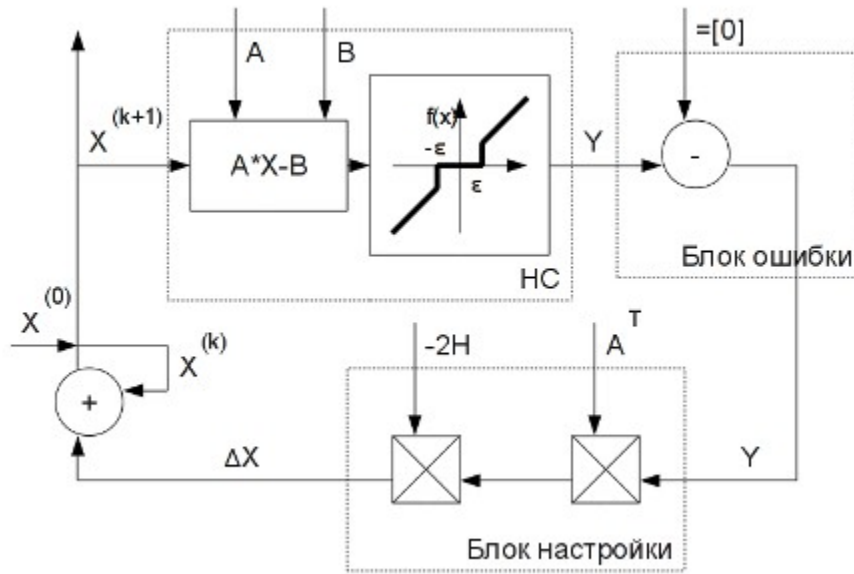 A
B
=[0]
X (k+1)
A*X-B
f(x)
-ε
ε
Y
-
Блок ошибки
НС
X (0)
X (k)
+
-2H
A T
ΔX
Y
Блок настройки